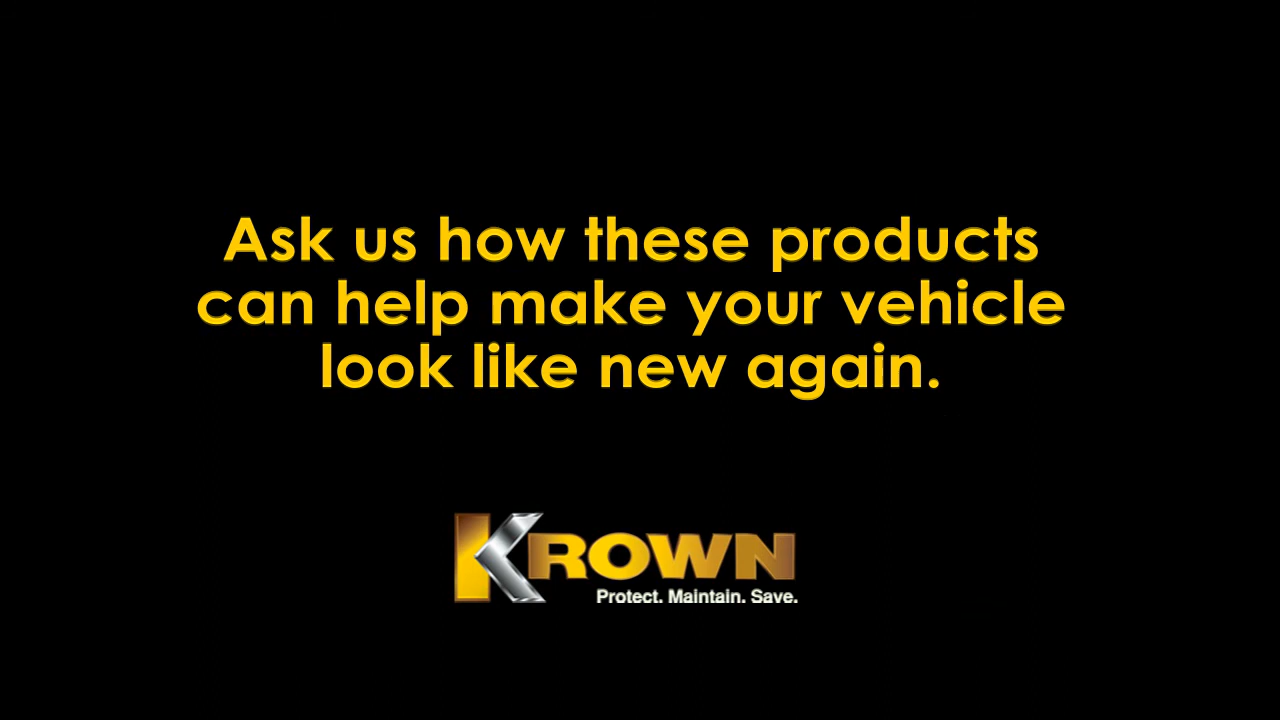 Ask us how these products
can help make your vehicle
look like new again.
KROWN
Protect. Maintain. Save.